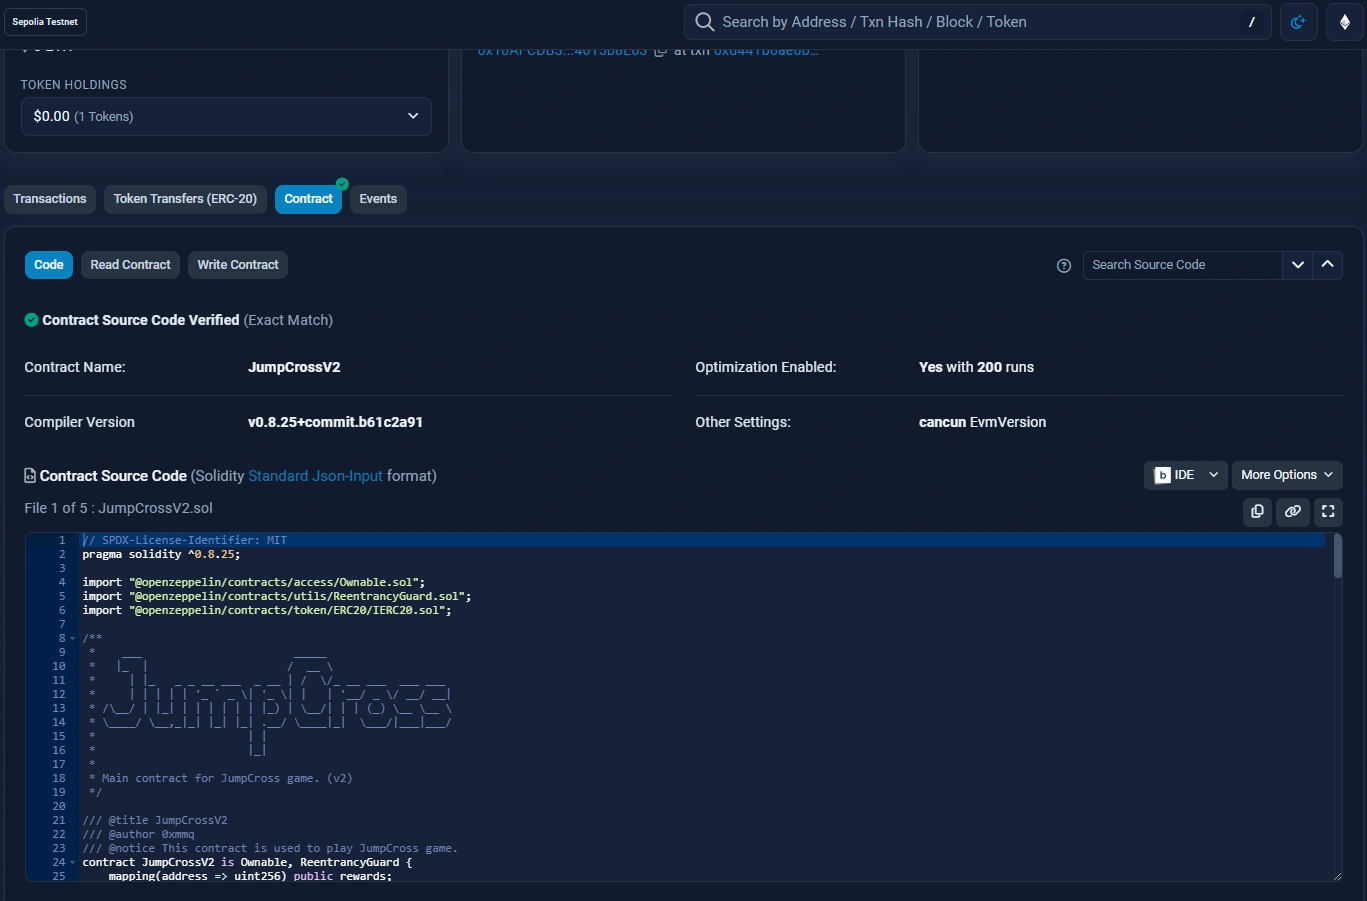 Sepolia Testnet
Search by Address / Txn Hash / Block / Token
/
at txn
TOKEN HOLDINGS
$0.00 (1 Tokens)
Transactions
Token Transfers (ERC-20)
Contract
Events
Code
Read Contract
Write Contract
Search Source Code
Contract Source Code Verified (Exact Match)
Contract Name:
JumpCrossV2
Optimization Enabled:
Yes with 200 runs
Compiler Version
v0.8.25+commit.b61c2a91
Other Settings:
cancun EvmVersion
Contract Source Code (Solidity Standard Json-Input format)
b IDE
More Options
File 1 of 5 : JumpCrossV2.sol
1 // SPDX-License-Identifier: MIT
2 pragma solidity ^0.8.25;
3
4 import "@openzeppelin/contracts/access/Ownable.sol";
5 import "@openzeppelin/contracts/utils/ReentrancyGuard.sol";
6 import "@openzeppelin/contracts/token/ERC20/IERC20.sol";
7
8 /**
9 *
10 *
11 *
12 *
13 *
14 *
15 *
16 *
17 *
18 * Main contract for JumpCross game. (v2)
19 */
20
21 /// @title JumpCrossV2
22 /// @author 0xmmq
23 /// @notice This contract is used to play JumpCross game.
24 contract JumpCrossV2 is Ownable, ReentrancyGuard {
25 mapping(address => uint256) public rewards;